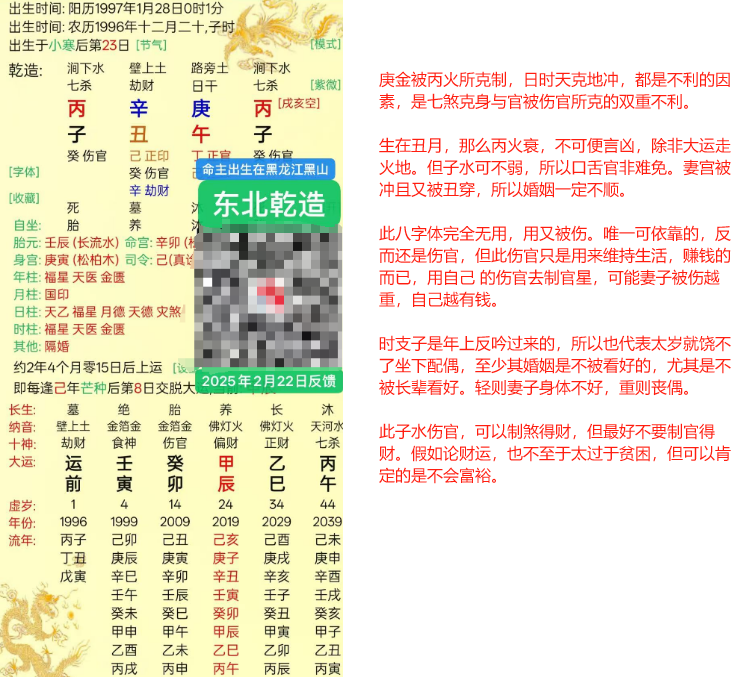 出生时间: 阳历1997年1月28日0时1分
出生时间: 农历1996年十二月二十,子时
出生于小寒后第23日 [节气]
[模式]
乾造:
涧下水 壁上土 路旁土 涧下水
七杀 劫财 日干 七杀
[紫微]
丙 辛 庚 丙
[戌亥空]
子 丑 午 子
癸 伤官 己 正印 丁 正官 癸 伤官
癸 伤官
辛 劫财
[字体]
[收藏]
命主出生在黑龙江黑山
东北乾造
死 墓
自坐: 胎 养
胎元: 壬辰 (长流水) 命宫: 辛卯
身宫: 庚寅 (松柏木) 司令: 己
年柱: 福星 天医 金匮
月柱: 国印
日柱: 天乙 福星 月德 天德 灾煞
时柱: 福星 天医 金匮
其他: 隔婚
约2年4个月零15日后上运
2025年2月22日反馈
即每逢己年芒种后第8日交脱大
长生: 墓 绝 胎 养 长 沐
纳音: 壁上土 金箔金 金箔金 佛灯火 佛灯火 天河水
十神: 劫财 食神 伤官 偏财 正财 七杀
大运: 运 壬 癸 甲 乙 丙
前 寅 卯 辰 巳 午
虚岁: 1 4 14 24 34 44
年份: 1996 1999 2009 2019 2029 2039
流年: 丙子 己卯 己丑 己亥 己酉 己未
丁丑 庚辰 庚寅 庚子 庚戌 庚申
戊寅 辛巳 辛卯 辛丑 辛亥 辛酉
壬午 壬辰 壬寅 壬子 壬戌
癸未 癸巳 癸卯 癸丑 癸亥
甲申 甲午 甲辰 甲寅 甲子
乙酉 乙未 乙巳 乙卯 乙丑
丙戌 丙申 丙午 丙辰 丙寅
庚金被丙火所克制，日时天克地冲，都是不利的因
素，是七煞克身与官被伤官所克的双重不利。
生在丑月，那么丙火衰，不可便言凶，除非大运走
火地。但子水可不弱，所以口舌官非难免。妻宫被
冲且又被丑穿，所以婚姻一定不顺。
此八字体完全无用，用又被伤。唯一可依靠的，反
而还是伤官，但此伤官只是用来维持生活，赚钱的
而已，用自己 的伤官去制官星，可能妻子被伤越
重，自己越有钱。
时支子是年上反吟过来的，所以也代表太岁就饶不
了坐下配偶，至少其婚姻是不被看好的，尤其是不
被长辈看好。轻则妻子身体不好，重则丧偶。
此子水伤官，可以制煞得财，但最好不要制官得
财。假如论财运，也不至于太过于贫困，但可以肯
定的是不会富裕。